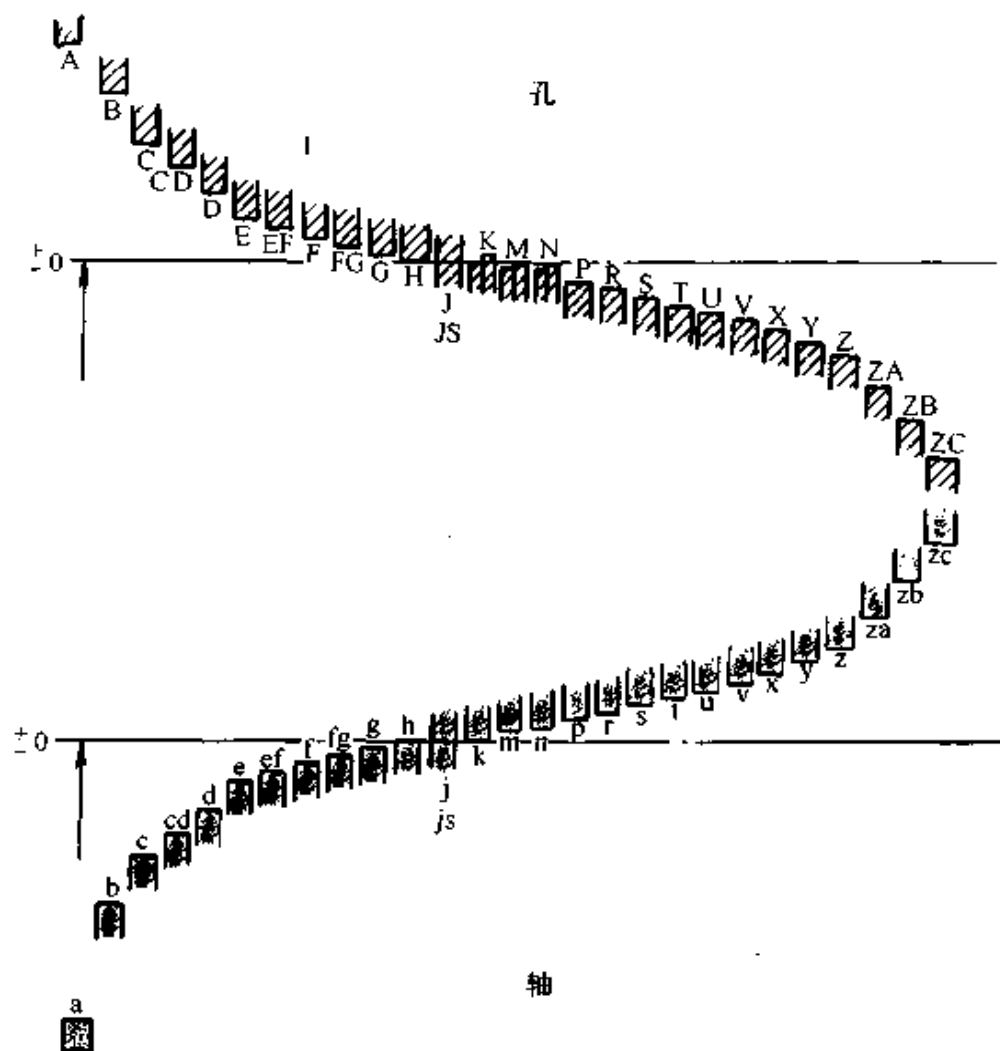 A
B
孔
C
CD
D
E
EF
F
FG
G
H
J
JS
K
M
N
P
R
S
T
U
V
X
Y
Z
ZA
ZB
ZC
±0
zc
zb
za
z
y
x
v
u
t
s
r
p
n
m
k
j
js
h
g
fg
f
ef
e
d
cd
c
b
a
±0
轴